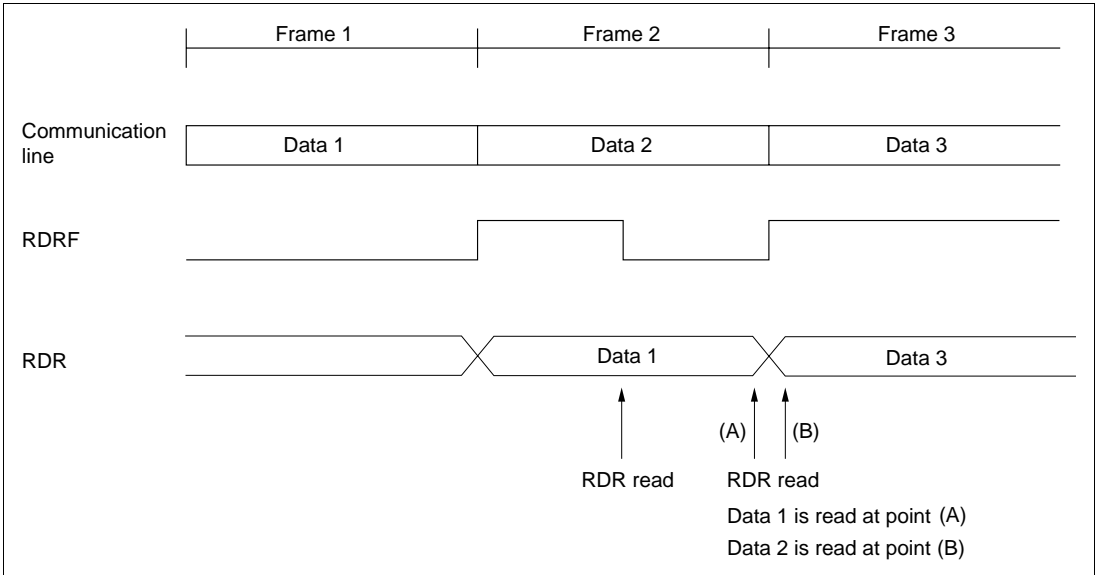 Frame 1 Frame 2 Frame 3
Communication
line
Data 1 Data 2 Data 3
RDRF
RDR
Data 1 Data 3
(A) (B)
RDR read RDR read
Data 1 is read at point (A)
Data 2 is read at point (B)